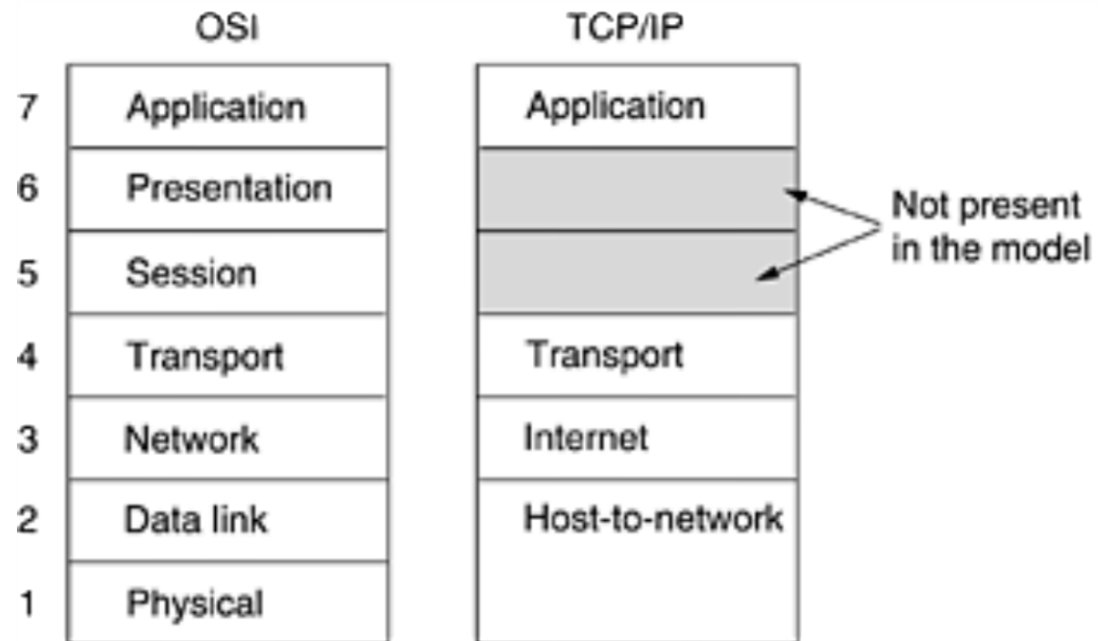 OSI TCP/IP
7 Application Application
6 Presentation
Not present
in the model
5 Session
4 Transport Transport
3 Network Internet
2 Data link Host-to-network
1 Physical